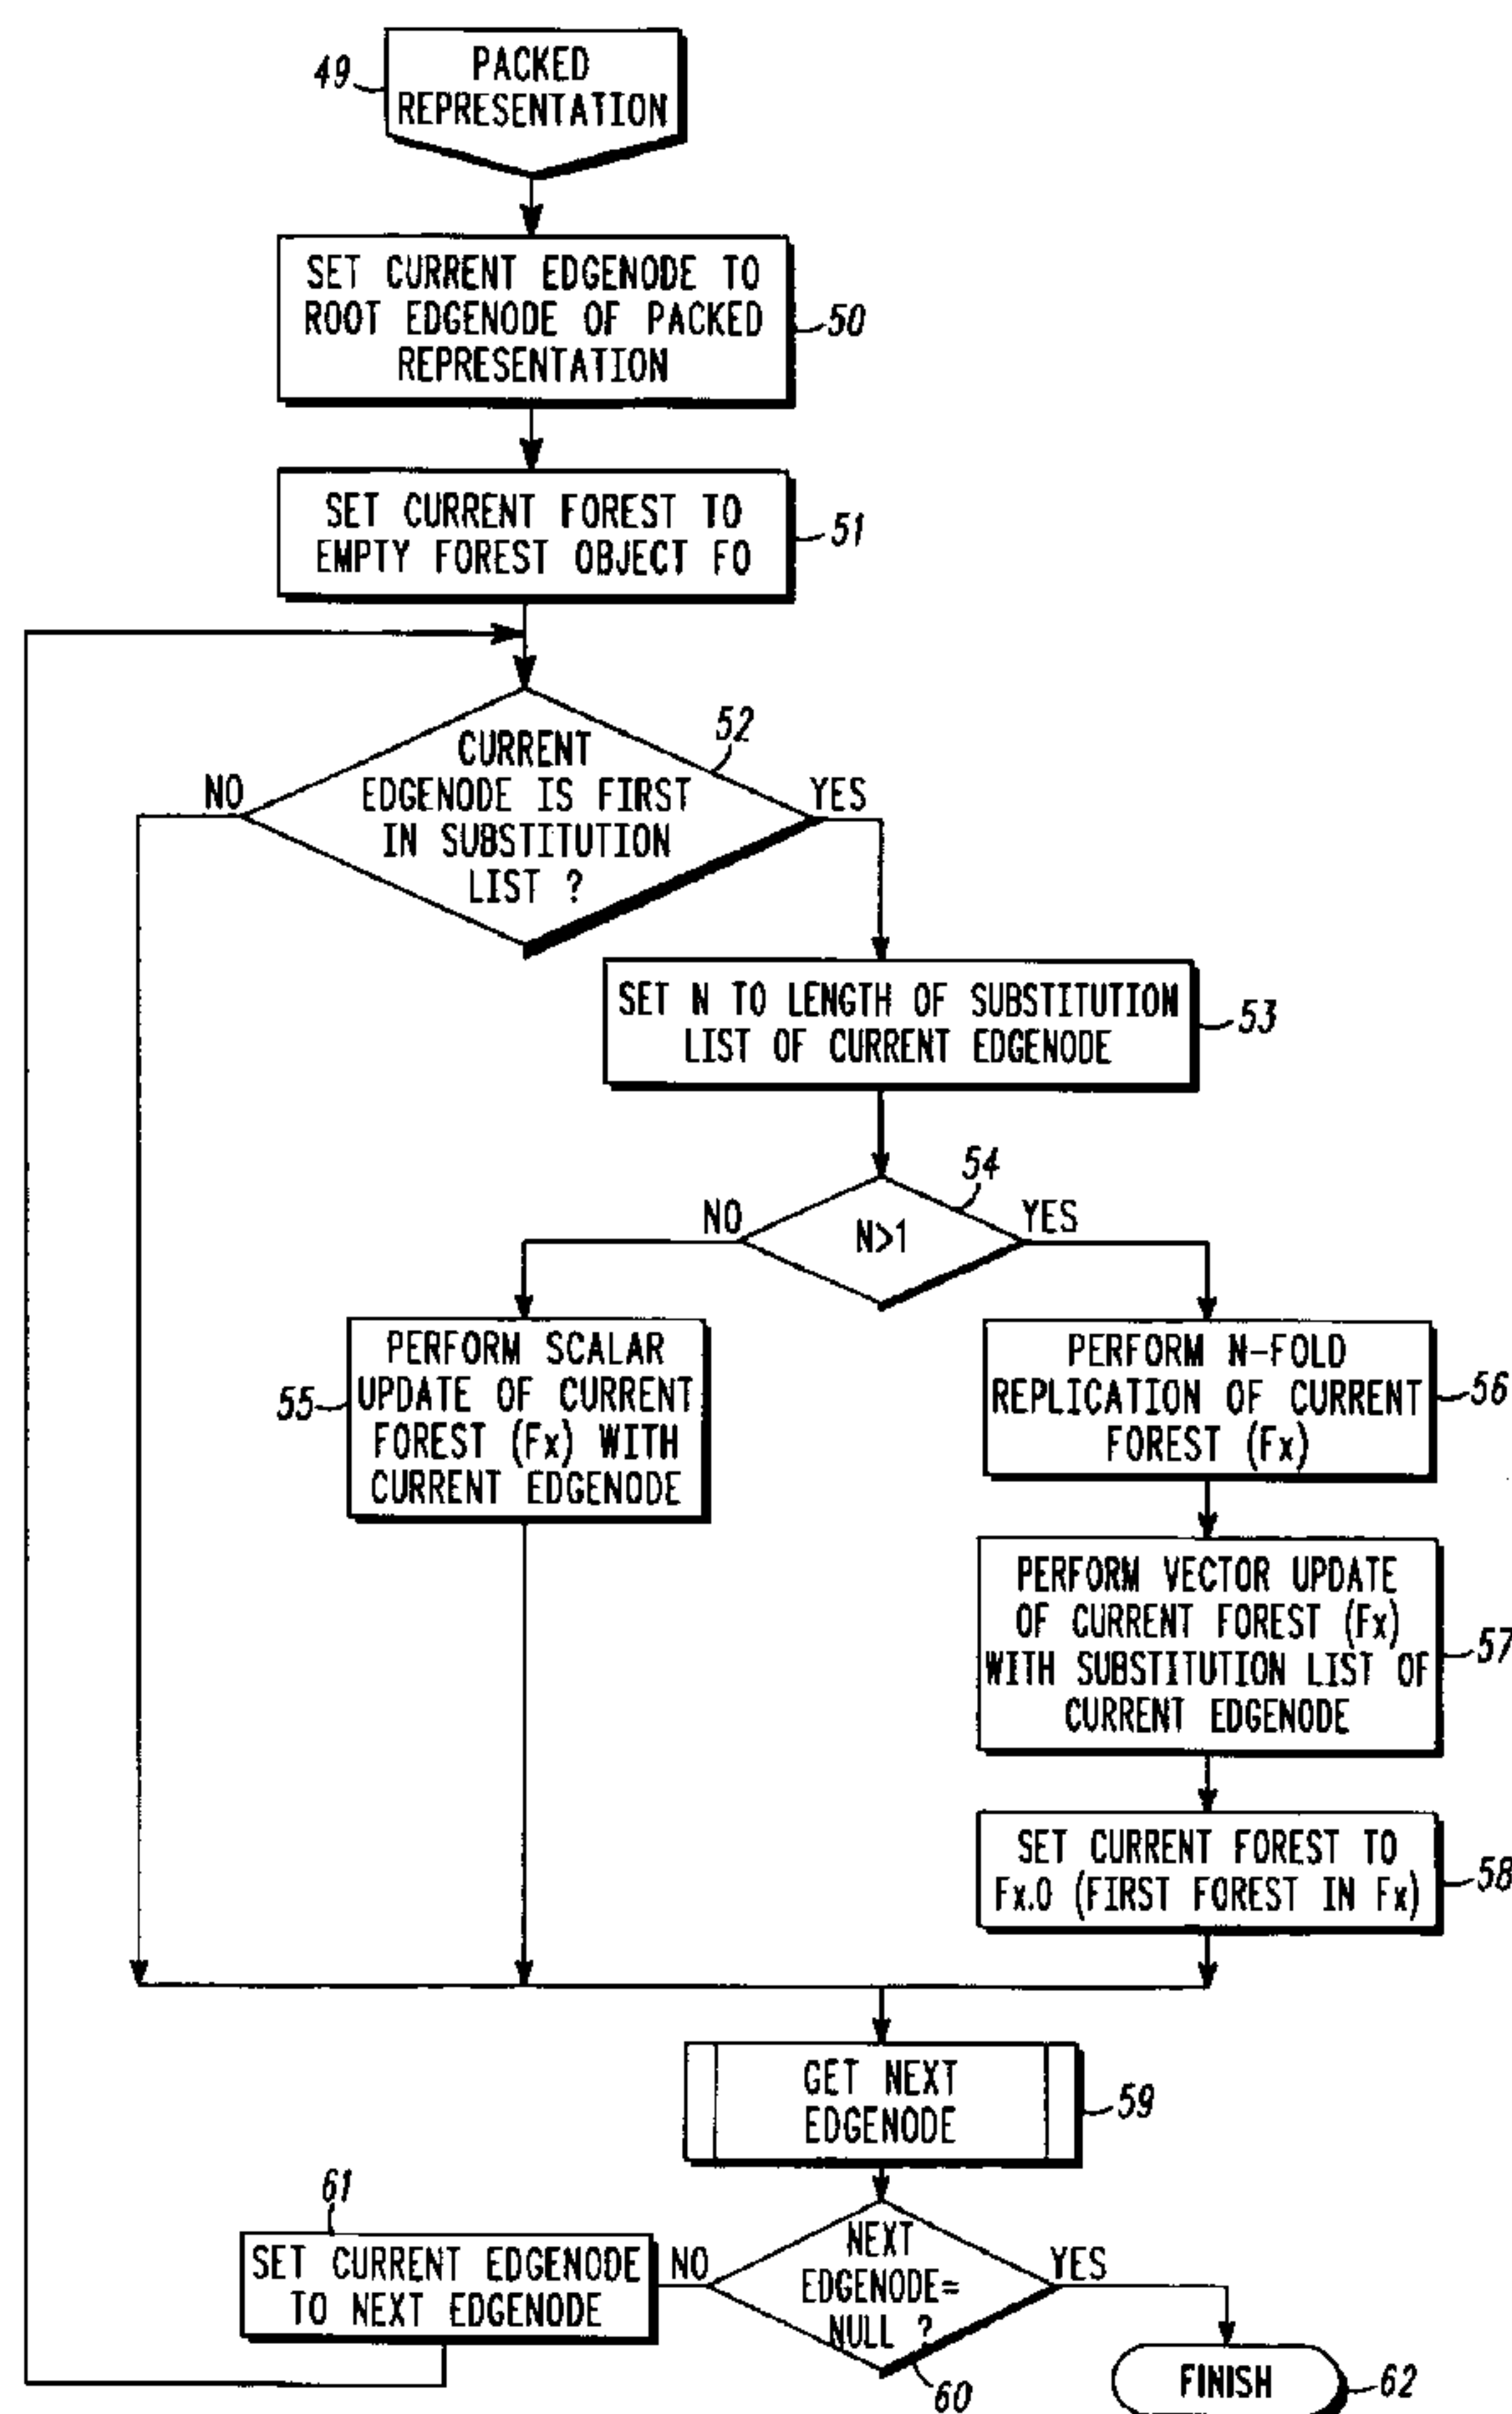 49
PACKED
REPRESENTATION
SET CURRENT EDGENODE TO
ROOT EDGENODE OF PACKED
REPRESENTATION
50
SET CURRENT FOREST TO
EMPTY FOREST OBJECT F0
51
52
CURRENT
EDGENODE IS FIRST
IN SUBSTITUTION
LIST ?
NO
YES
SET N TO LENGTH OF SUBSTITUTION
LIST OF CURRENT EDGENODE
53
54
N>1
NO
YES
PERFORM SCALAR
UPDATE OF CURRENT
FOREST (Fx) WITH
CURRENT EDGENODE
55
PERFORM N-FOLD
REPLICATION OF CURRENT
FOREST (Fx)
56
PERFORM VECTOR UPDATE
OF CURRENT FOREST (Fx)
WITH SUBSTITUTION LIST OF
CURRENT EDGENODE
57
SET CURRENT FOREST TO
Fx.0 (FIRST FOREST IN Fx)
58
GET NEXT
EDGENODE
59
61
SET CURRENT EDGENODE
TO NEXT EDGENODE
NO
NEXT
EDGENODE=
NULL ?
YES
60
FINISH
62